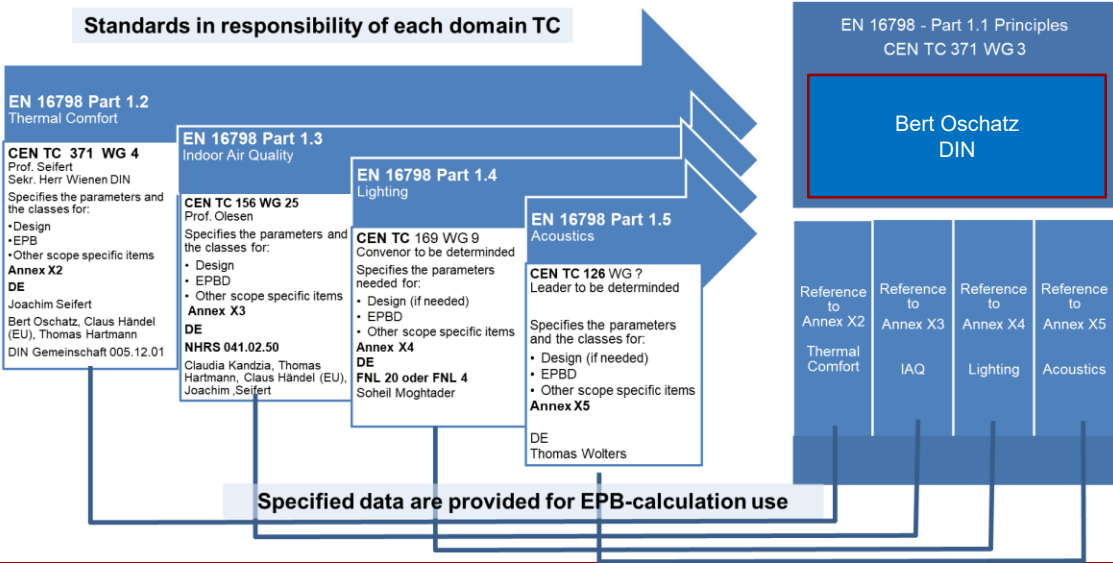 Standards in responsibility of each domain TC
EN 16798 Part 1.2
Thermal Comfort
CEN TC 371 WG 4
Prof. Seifert
Sekr. Herr Wienen DIN
Specifies the parameters and
the classes for:
•Design
•EPB
•Other scope specific items
Annex X2
DE
Joachim Seifert
Bert Oschatz, Claus Händel
(EU), Thomas Hartmann
DIN Gemeinschaft 005.12.01
EN 16798 Part 1.3
Indoor Air Quality
CEN TC 156 WG 25
Prof. Olesen
Specifies the parameters and
the classes for:
• Design
• EPBD
• Other scope specific items
Annex X3
DE
NHRS 041.02.50
Claudia Kandzia, Thomas
Hartmann, Claus Händel (EU),
Joachim ,Seifert
EN 16798 Part 1.4
Lighting
CEN TC 169 WG 9
Convenor to be determinded
Specifies the parameters
needed for:
• Design (if needed)
• EPBD
• Other scope specific items
Annex X4
DE
FNL 20 oder FNL 4
Soheil Moghtader
EN 16798 Part 1.5
Acoustics
CEN TC 126 WG ?
Leader to be determinded
Specifies the parameters
and the classes for:
• Design (if needed)
• EPBD
• Other scope specific items
Annex X5
DE
Thomas Wolters
EN 16798 - Part 1.1 Principles
CEN TC 371 WG 3
Bert Oschatz
DIN
Reference
to
Annex X2
Thermal
Comfort
Reference
to
Annex X3
IAQ
Reference
to
Annex X4
Lighting
Reference
to
Annex X5
Acoustics
Specified data are provided for EPB-calculation use